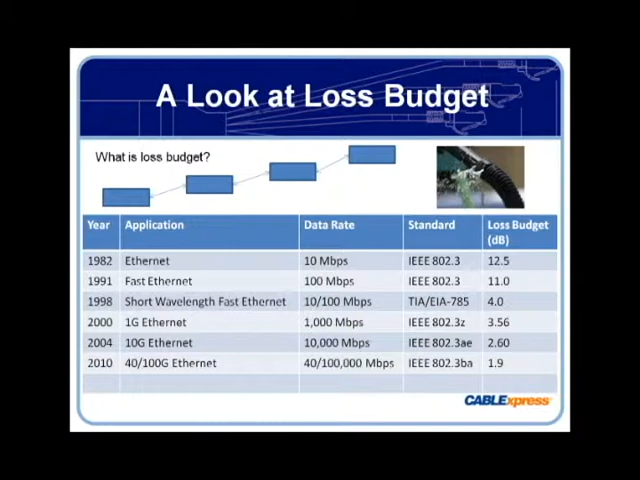 A Look at Loss Budget
What is loss budget?
Year Application Data Rate Standard Loss Budget (dB)
1982 Ethernet 10 Mbps IEEE 802.3 12.5
1991 Fast Ethernet 100 Mbps IEEE 802.3 11.0
1998 Short Wavelength Fast Ethernet 10/100 Mbps TIA/EIA-785 4.0
2000 1G Ethernet 1,000 Mbps IEEE 802.3z 3.56
2004 10G Ethernet 10,000 Mbps IEEE 802.3ae 2.60
2010 40/100G Ethernet 40/100,000 Mbps IEEE 802.3ba 1.9
CABLExpress